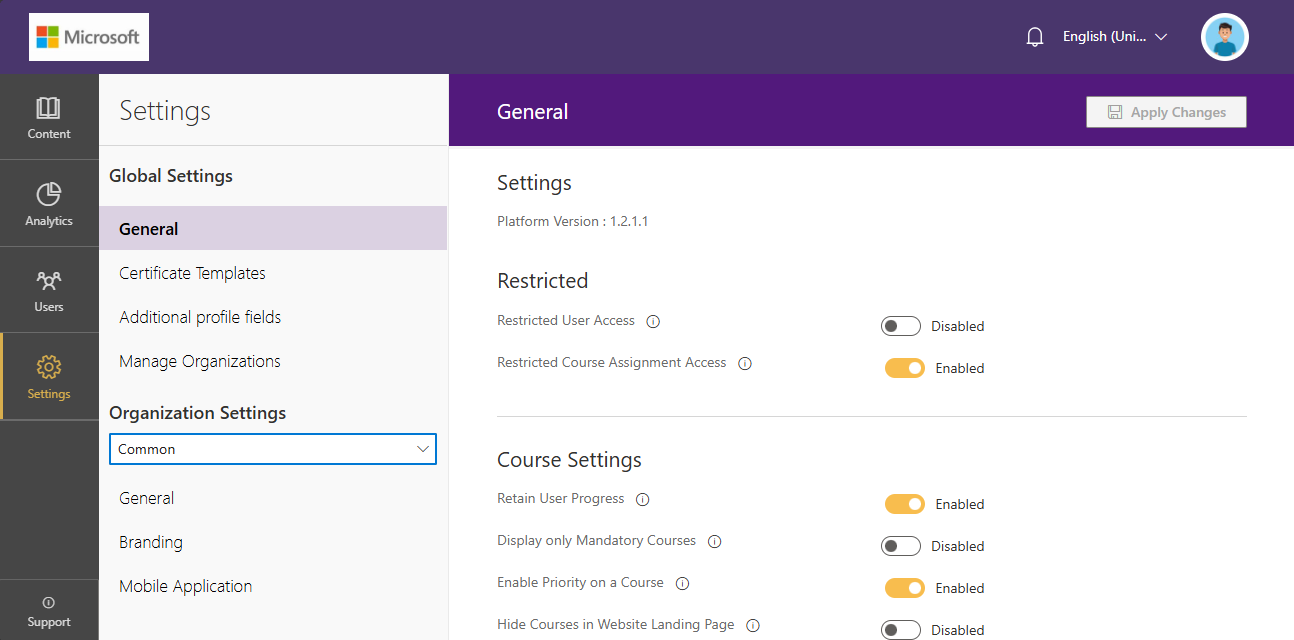 Microsoft
English (Uni...
Content
Analytics
Users
Settings
Support
Settings
Global Settings
General
Certificate Templates
Additional profile fields
Manage Organizations
Organization Settings
Common
General
Branding
Mobile Application
General
Apply Changes
Settings
Platform Version : 1.2.1.1
Restricted
Restricted User Access
Disabled
Restricted Course Assignment Access
Enabled
Course Settings
Retain User Progress
Enabled
Display only Mandatory Courses
Disabled
Enable Priority on a Course
Enabled
Hide Courses in Website Landing Page
Disabled